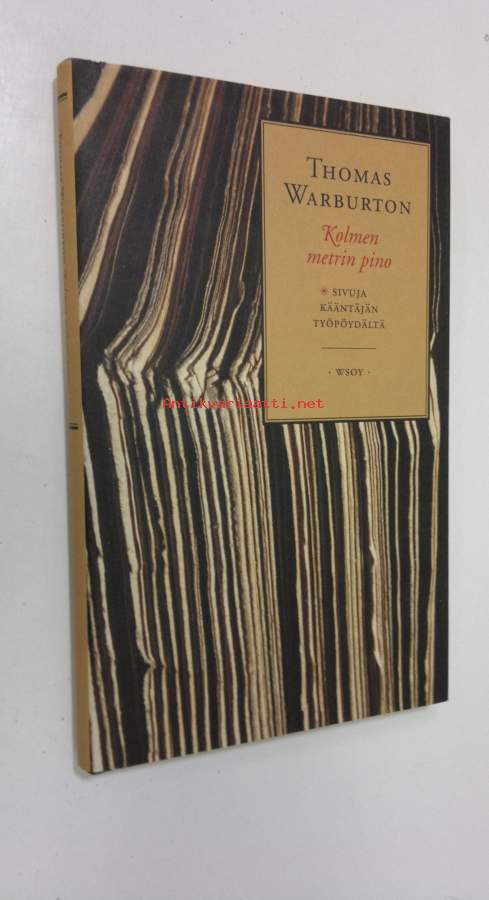 THOMAS
WARBURTON
Kolmen
metrin pino
* SIVUJA
KÄÄNTÄJÄN
TYÖPÖYDÄLTÄ
· WSOY ·
Antikvariaatti.net